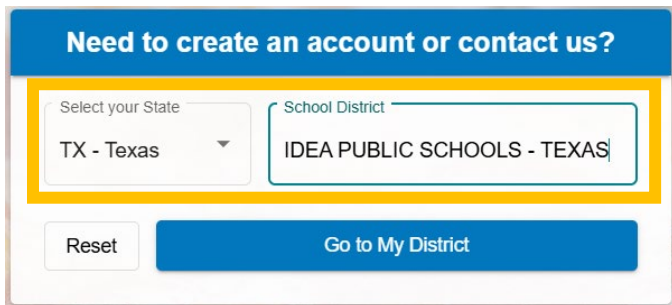 Need to create an account or contact us?
Select your State
School District
TX - Texas
IDEA PUBLIC SCHOOLS - TEXAS
Reset
Go to My District